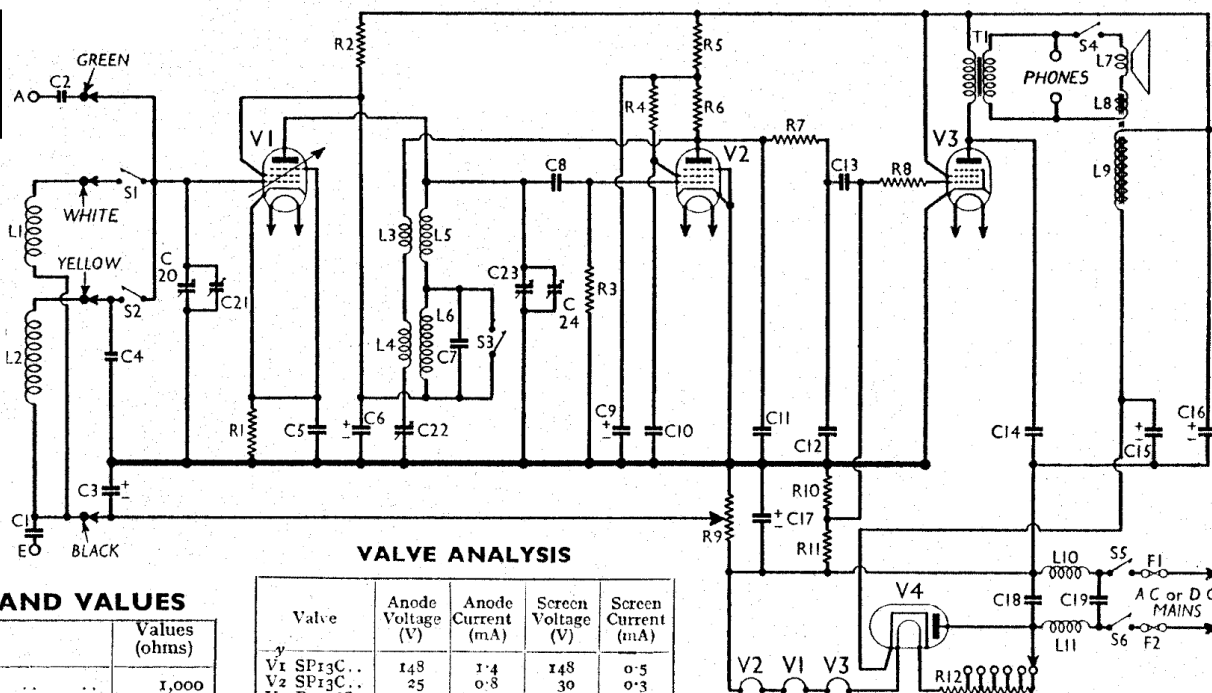 GREEN
C2
A
R2
V1
S1
WHITE
L1
YELLOW
S2
L2
C4
C
20
C21
R1
C5
C6
+
-
C3
+
-
C1
E
BLACK
L3
L5
L4
L6
C7
S3
C22
C8
C23
C
24
R3
R5
R4
R6
V2
C9
+
-
C10
R7
C13
R8
C11
C12
R10
R11
C17
+
-
R9
V3
T1
PHONES
S4
L7
L8
L9
C14
C15
+
-
C16
+
-
L10
S5
F1
C18
C19
A C or D C
MAINS
L11
S6
F2
V4
R12
V2
V1
V3
VALVE ANALYSIS
AND VALUES
Values
(ohms)
1,000
Valve
Anode
Voltage
(V)
Anode
Current
(mA)
Screen
Voltage
(V)
Screen
Current
(mA)
y
V1 SP13C..
148
1·4
148
0·5
V2 SP13C..
25
0·8
30
0·3